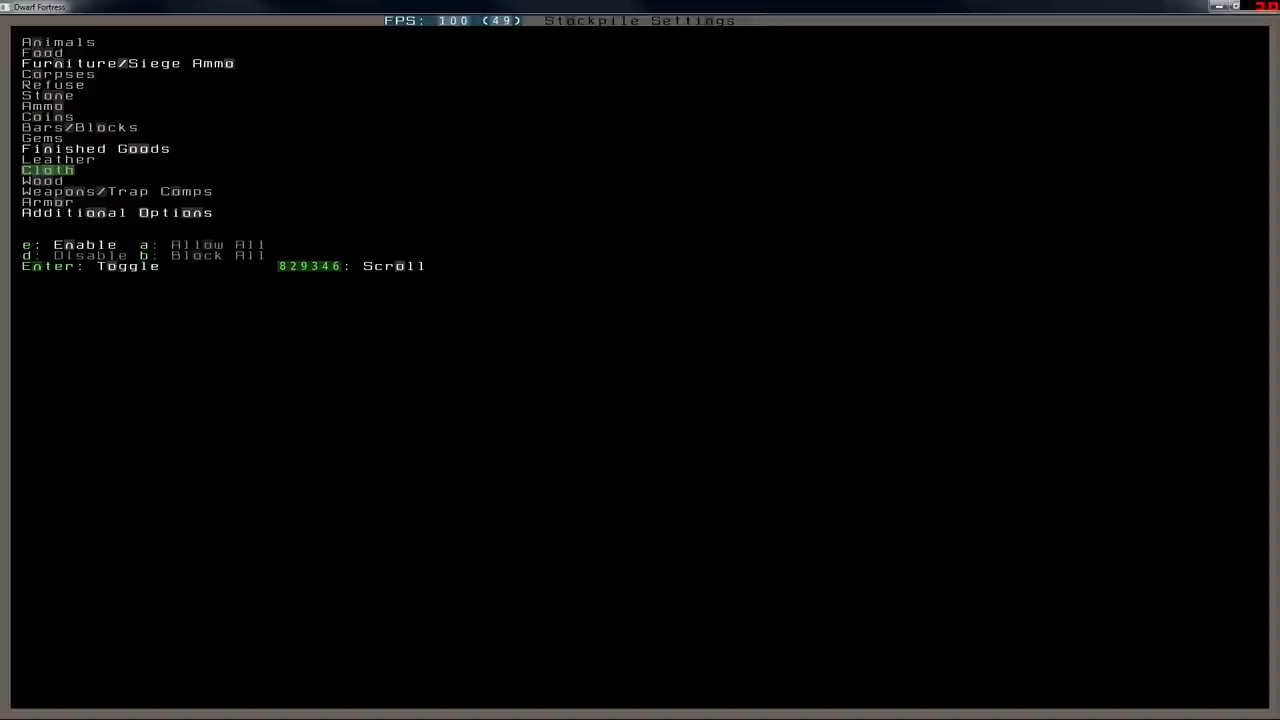 Dwarf Fortress
FPS: 100 (49) Stockpile Settings
Animals
Food
Furniture/Siege Ammo
Corpses
Refuse
Stone
Ammo
Coins
Bars/Blocks
Gems
Finished Goods
Leather
Cloth
Wood
Weapons/Trap Comps
Armor
Additional Options
e: Enable a: Allow All
d: Disable b: Block All
Enter: Toggle 829346: Scroll